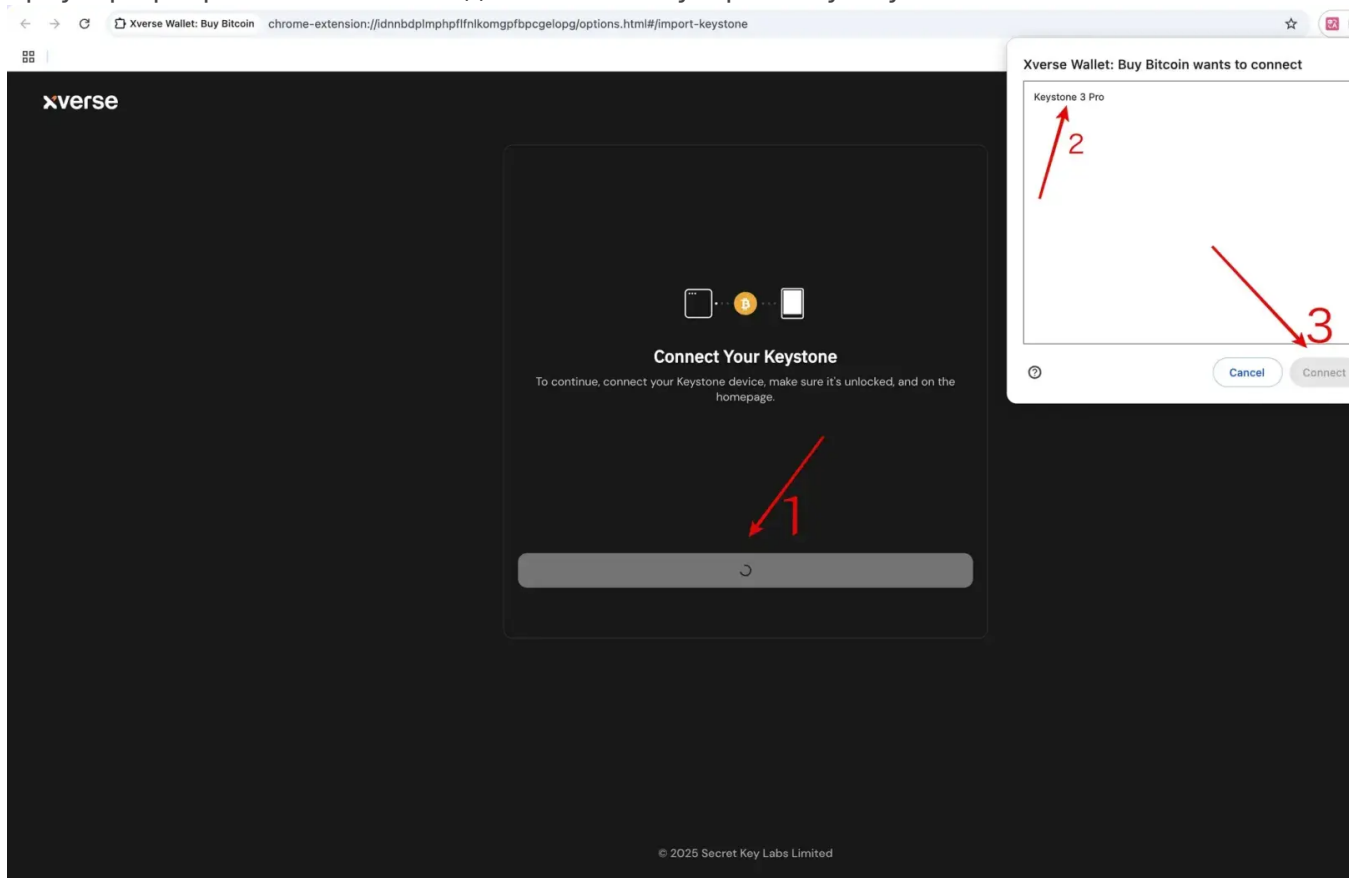 Xverse Wallet: Buy Bitcoin
chrome-extension://idnnbdplmphpflfnlkomgpfbpcgelopg/options.html#/import-keystone
Xverse Wallet: Buy Bitcoin wants to connect
Keystone 3 Pro
2
3
Cancel
Connect
xverse
Connect Your Keystone
To continue, connect your Keystone device, make sure it's unlocked, and on the
homepage.
1
© 2025 Secret Key Labs Limited